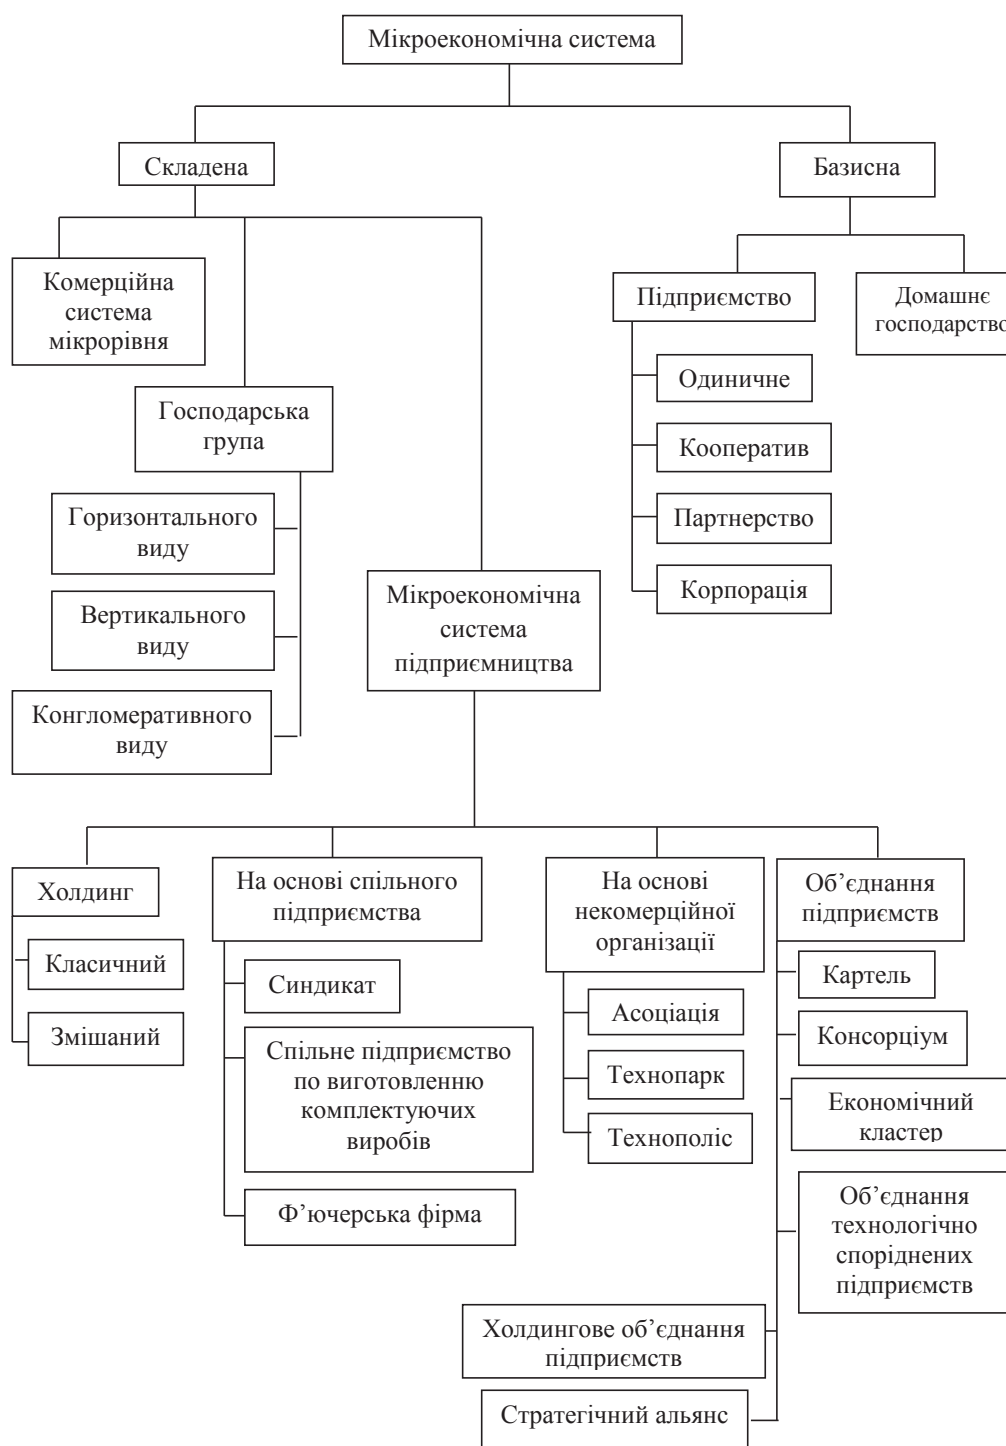 Мікроекономічна система
Складена
Базисна
Комерційна
система
мікрорівня
Підприємство
Домашнє
господарство
Одиничне
Кооператив
Партнерство
Корпорація
Господарська
група
Горизонтального
виду
Вертикального
виду
Конгломеративного
виду
Мікроекономічна
система
підприємництва
Холдинг
Класичний
Змішаний
На основі спільного
підприємства
Синдикат
Спільне підприємство
по виготовленню
комплектуючих
виробів
Ф’ючерська фірма
На основі
некомерційної
організації
Асоціація
Технопарк
Технополіс
Об’єднання
підприємств
Картель
Консорціум
Економічний
кластер
Об’єднання
технологічно
споріднених
підприємств
Холдингове об’єднання
підприємств
Стратегічний альянс